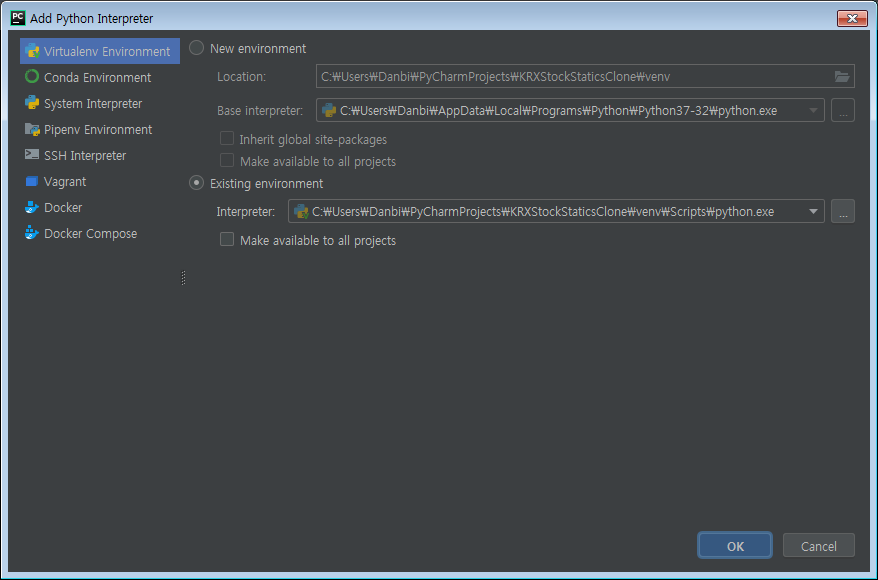 PC Add Python Interpreter
Virtualenv Environment
Conda Environment
System Interpreter
Pipenv Environment
SSH Interpreter
Vagrant
Docker
Docker Compose
New environment
Location: C:₩Users₩Danbi₩PyCharmProjects₩KRXStockStaticsClone₩venv
Base interpreter: C:₩Users₩Danbi₩AppData₩Local₩Programs₩Python₩Python37-32₩python.exe ...
Inherit global site-packages
Make available to all projects
Existing environment
Interpreter: C:₩Users₩Danbi₩PyCharmProjects₩KRXStockStaticsClone₩venv₩Scripts₩python.exe ...
Make available to all projects
OK Cancel